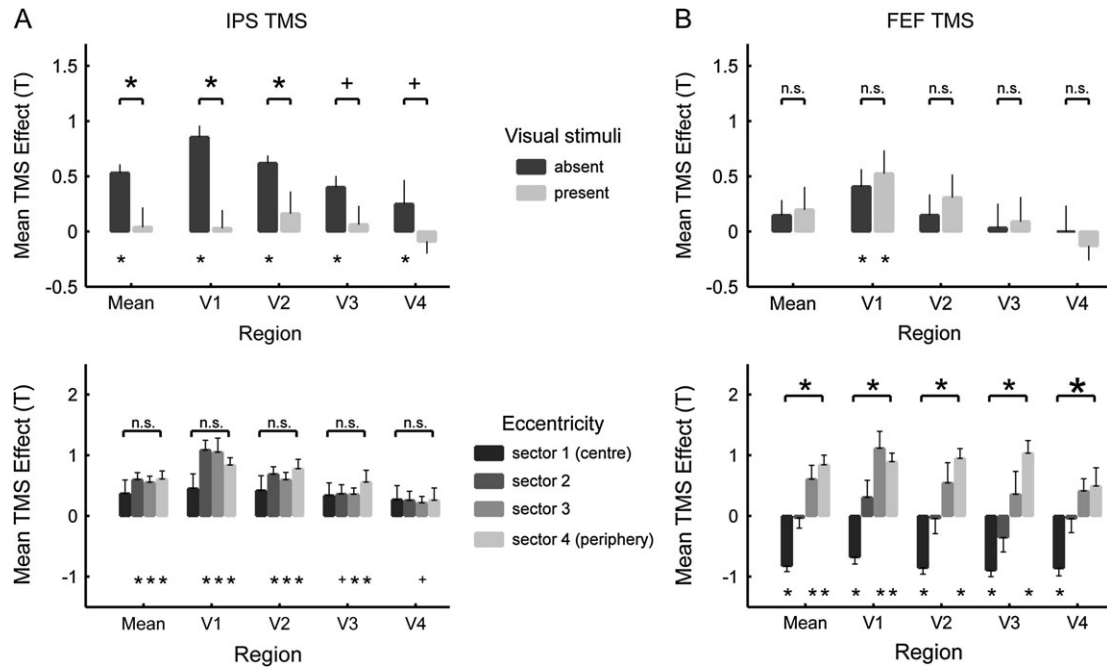 A
IPS TMS
1.5
1
0.5
0
-0.5
Mean TMS Effect (T)
* * * + +
* * * * *
Mean V1 V2 V3 V4
Region
Visual stimuli
absent
present
B
FEF TMS
1.5
1
0.5
0
-0.5
Mean TMS Effect (T)
n.s. n.s. n.s. n.s. n.s.
* *
Mean V1 V2 V3 V4
Region
2
1
0
-1
Mean TMS Effect (T)
n.s. n.s. n.s. n.s. n.s.
*** *** *** +** +
Mean V1 V2 V3 V4
Region
Eccentricity
sector 1 (centre)
sector 2
sector 3
sector 4 (periphery)
2
1
0
-1
Mean TMS Effect (T)
* * * * *
* ** * ** * * * * *
Mean V1 V2 V3 V4
Region